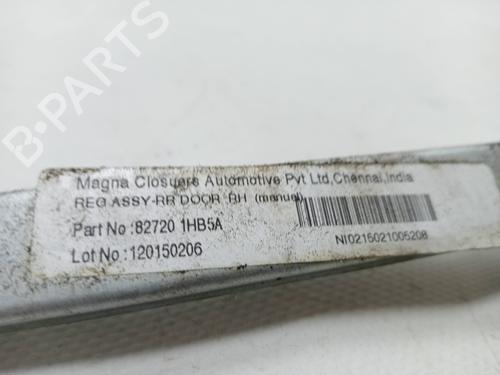 B-PARTS
Magna Closuers Automotive Pvt Ltd,Chennai,India
REG ASSY-RR DOOR RH (manual)
Part No :82720 1HB5A
Lot No :120150206
NI0215021005208